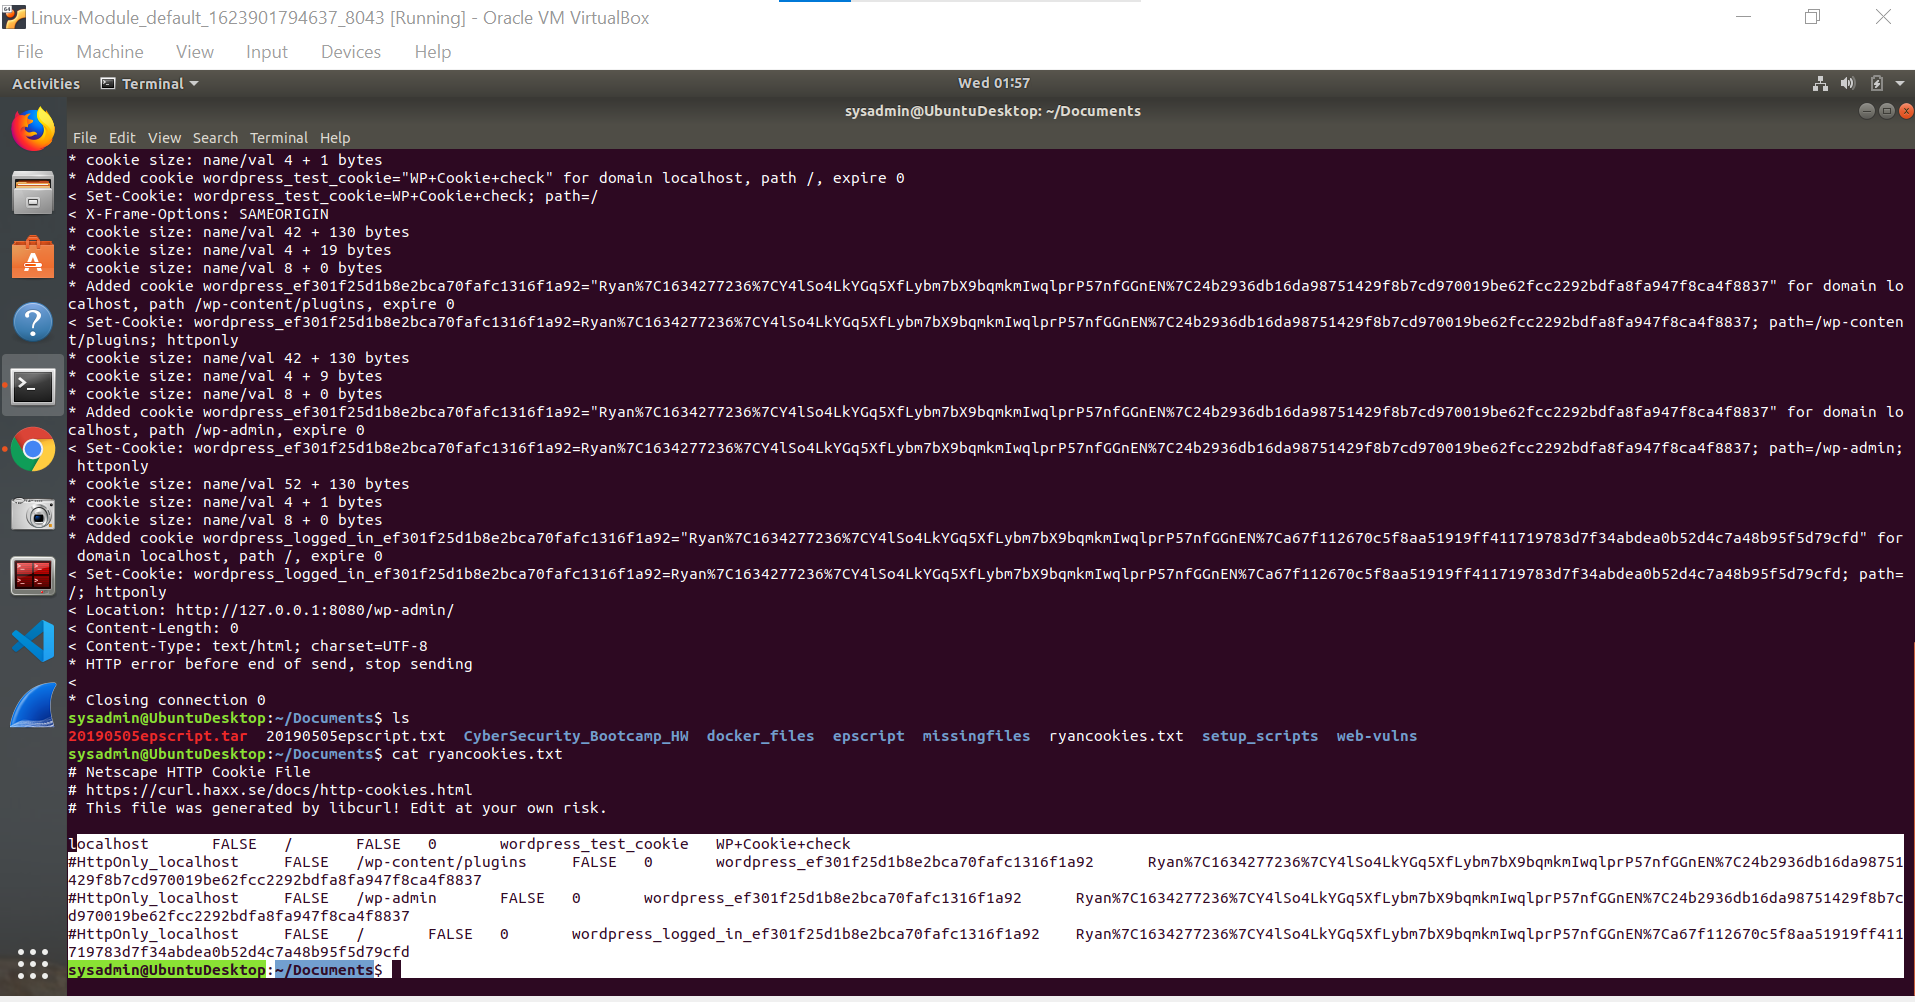 Linux-Module_default_1623901794637_8043 [Running] - Oracle VM VirtualBox
File Machine View Input Devices Help
Activities Terminal Wed 01:57
sysadmin@UbuntuDesktop: ~/Documents
File Edit View Search Terminal Help
* cookie size: name/val 4 + 1 bytes
* Added cookie wordpress_test_cookie="WP+Cookie+check" for domain localhost, path /, expire 0
< Set-Cookie: wordpress_test_cookie=WP+Cookie+check; path=/
< X-Frame-Options: SAMEORIGIN
* cookie size: name/val 42 + 130 bytes
* cookie size: name/val 4 + 19 bytes
* cookie size: name/val 8 + 0 bytes
* Added cookie wordpress_ef301f25d1b8e2bca70fafc1316f1a92="Ryan%7C1634277236%7CY4lSo4LkYGq5XfLybm7bX9bqmkmIwqlprP57nfGGnEN%7C24b2936db16da98751429f8b7cd970019be62fcc2292bdfa8fa947f8ca4f8837" for domain lo
calhost, path /wp-content/plugins, expire 0
< Set-Cookie: wordpress_ef301f25d1b8e2bca70fafc1316f1a92=Ryan%7C1634277236%7CY4lSo4LkYGq5XfLybm7bX9bqmkmIwqlprP57nfGGnEN%7C24b2936db16da98751429f8b7cd970019be62fcc2292bdfa8fa947f8ca4f8837; path=/wp-conten
t/plugins; httponly
* cookie size: name/val 42 + 130 bytes
* cookie size: name/val 4 + 9 bytes
* cookie size: name/val 8 + 0 bytes
* Added cookie wordpress_ef301f25d1b8e2bca70fafc1316f1a92="Ryan%7C1634277236%7CY4lSo4LkYGq5XfLybm7bX9bqmkmIwqlprP57nfGGnEN%7C24b2936db16da98751429f8b7cd970019be62fcc2292bdfa8fa947f8ca4f8837" for domain lo
calhost, path /wp-admin, expire 0
< Set-Cookie: wordpress_ef301f25d1b8e2bca70fafc1316f1a92=Ryan%7C1634277236%7CY4lSo4LkYGq5XfLybm7bX9bqmkmIwqlprP57nfGGnEN%7C24b2936db16da98751429f8b7cd970019be62fcc2292bdfa8fa947f8ca4f8837; path=/wp-admin;
httponly
* cookie size: name/val 52 + 130 bytes
* cookie size: name/val 4 + 1 bytes
* cookie size: name/val 8 + 0 bytes
* Added cookie wordpress_logged_in_ef301f25d1b8e2bca70fafc1316f1a92="Ryan%7C1634277236%7CY4lSo4LkYGq5XfLybm7bX9bqmkmIwqlprP57nfGGnEN%7Ca67f112670c5f8aa51919ff411719783d7f34abdea0b52d4c7a48b95f5d79cfd" for
domain localhost, path /, expire 0
< Set-Cookie: wordpress_logged_in_ef301f25d1b8e2bca70fafc1316f1a92=Ryan%7C1634277236%7CY4lSo4LkYGq5XfLybm7bX9bqmkmIwqlprP57nfGGnEN%7Ca67f112670c5f8aa51919ff411719783d7f34abdea0b52d4c7a48b95f5d79cfd; path=
/; httponly
< Location: http://127.0.0.1:8080/wp-admin/
< Content-Length: 0
< Content-Type: text/html; charset=UTF-8
* HTTP error before end of send, stop sending
<
* Closing connection 0
sysadmin@UbuntuDesktop:~/Documents$ ls
20190505epscript.tar 20190505epscript.txt CyberSecurity_Bootcamp_HW docker_files epscript missingfiles ryancookies.txt setup_scripts web-vulns
sysadmin@UbuntuDesktop:~/Documents$ cat ryancookies.txt
# Netscape HTTP Cookie File
# https://curl.haxx.se/docs/http-cookies.html
# This file was generated by libcurl! Edit at your own risk.
localhost FALSE / FALSE 0 wordpress_test_cookie WP+Cookie+check
#HttpOnly_localhost FALSE /wp-content/plugins FALSE 0 wordpress_ef301f25d1b8e2bca70fafc1316f1a92 Ryan%7C1634277236%7CY4lSo4LkYGq5XfLybm7bX9bqmkmIwqlprP57nfGGnEN%7C24b2936db16da98751
429f8b7cd970019be62fcc2292bdfa8fa947f8ca4f8837
#HttpOnly_localhost FALSE /wp-admin FALSE 0 wordpress_ef301f25d1b8e2bca70fafc1316f1a92 Ryan%7C1634277236%7CY4lSo4LkYGq5XfLybm7bX9bqmkmIwqlprP57nfGGnEN%7C24b2936db16da98751429f8b7c
d970019be62fcc2292bdfa8fa947f8ca4f8837
#HttpOnly_localhost FALSE / FALSE 0 wordpress_logged_in_ef301f25d1b8e2bca70fafc1316f1a92 Ryan%7C1634277236%7CY4lSo4LkYGq5XfLybm7bX9bqmkmIwqlprP57nfGGnEN%7Ca67f112670c5f8aa51919ff411
719783d7f34abdea0b52d4c7a48b95f5d79cfd
sysadmin@UbuntuDesktop:~/Documents$